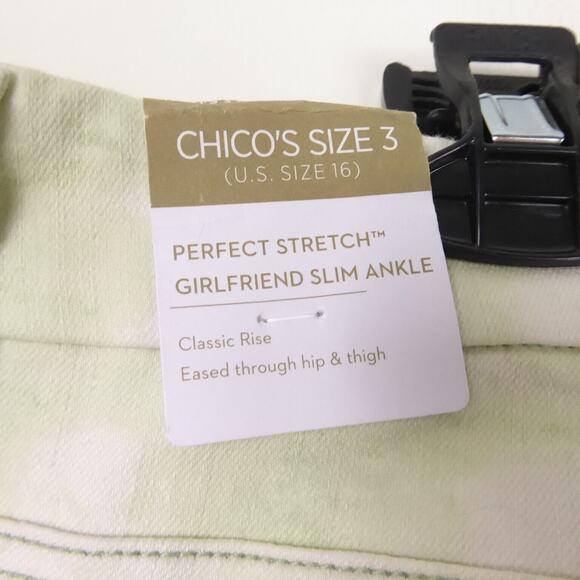 CHICO'S SIZE 3
(U.S. SIZE 16)
PERFECT STRETCH™
GIRLFRIEND SLIM ANKLE
Classic Rise
Eased through hip & thigh